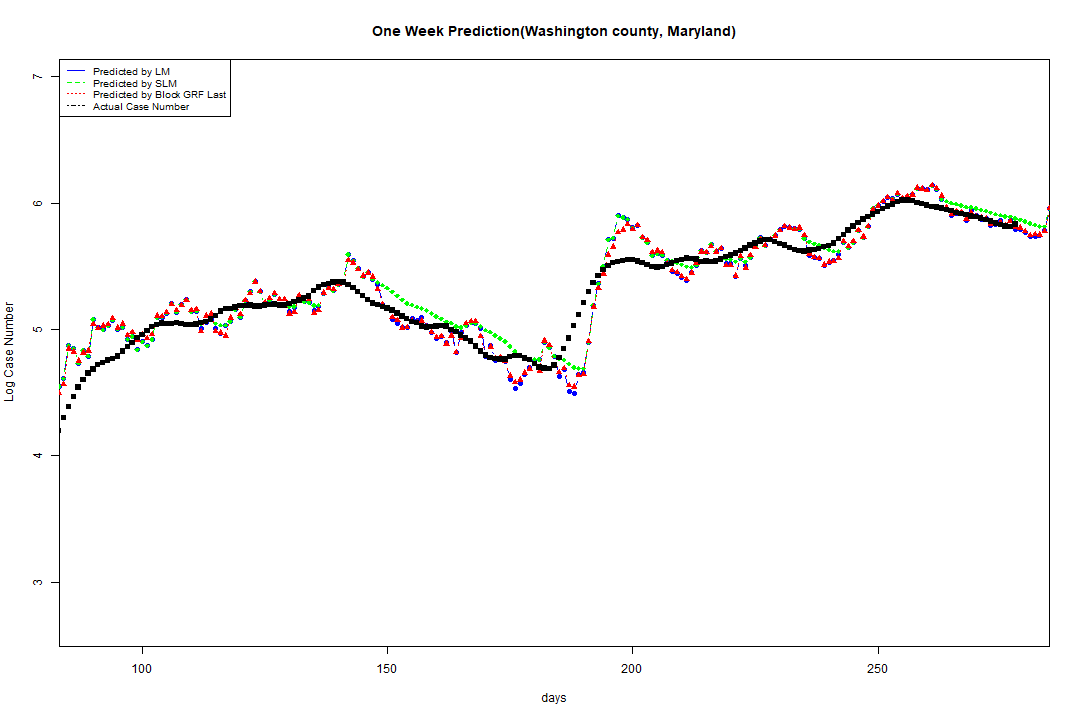 One Week Prediction(Washington county, Maryland)
Predicted by LM
Predicted by SLM
Predicted by Block GRF Last
Actual Case Number
7
6
5
4
3
Log Case Number
100 150 200 250
days